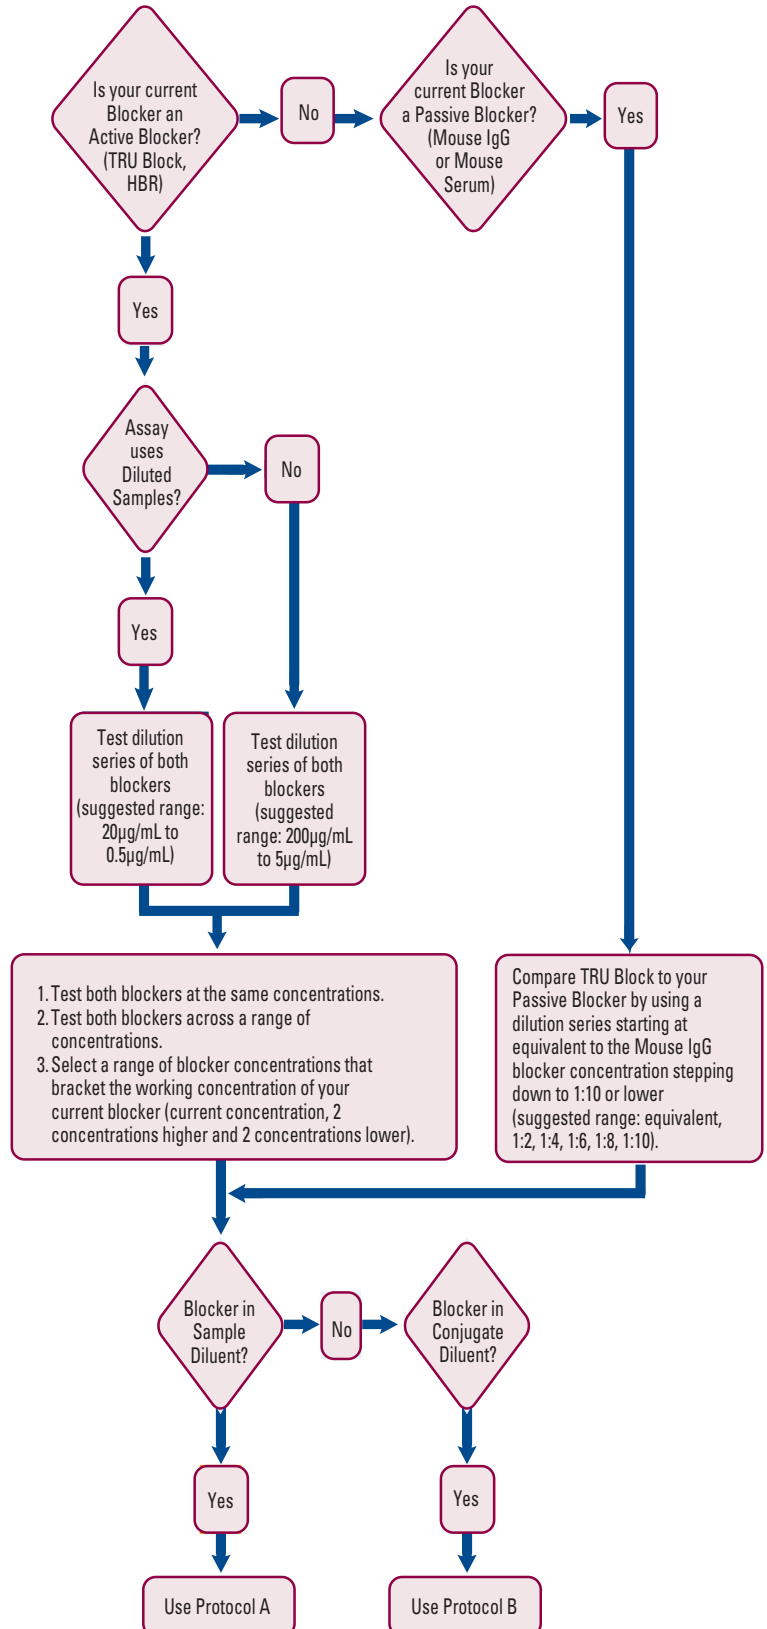 Is your current
Blocker an
Active Blocker?
(TRU Block,
HBR)
No
Is your
current Blocker
a Passive Blocker?
(Mouse IgG
or Mouse
Serum)
Yes
Yes
Assay
uses
Diluted
Samples?
No
Yes
Test dilution
series of both
blockers
(suggested range:
20µg/mL to
0.5µg/mL)
Test dilution
series of both
blockers
(suggested
range: 200µg/mL
to 5µg/mL)
1. Test both blockers at the same concentrations.
2. Test both blockers across a range of
concentrations.
3. Select a range of blocker concentrations that
bracket the working concentration of your
current blocker (current concentration, 2
concentrations higher and 2 concentrations lower).
Compare TRU Block to your
Passive Blocker by using a
dilution series starting at
equivalent to the Mouse IgG
blocker concentration stepping
down to 1:10 or lower
(suggested range: equivalent,
1:2, 1:4, 1:6, 1:8, 1:10).
Blocker in
Sample
Diluent?
No
Blocker in
Conjugate
Diluent?
Yes
Yes
Use Protocol A
Use Protocol B